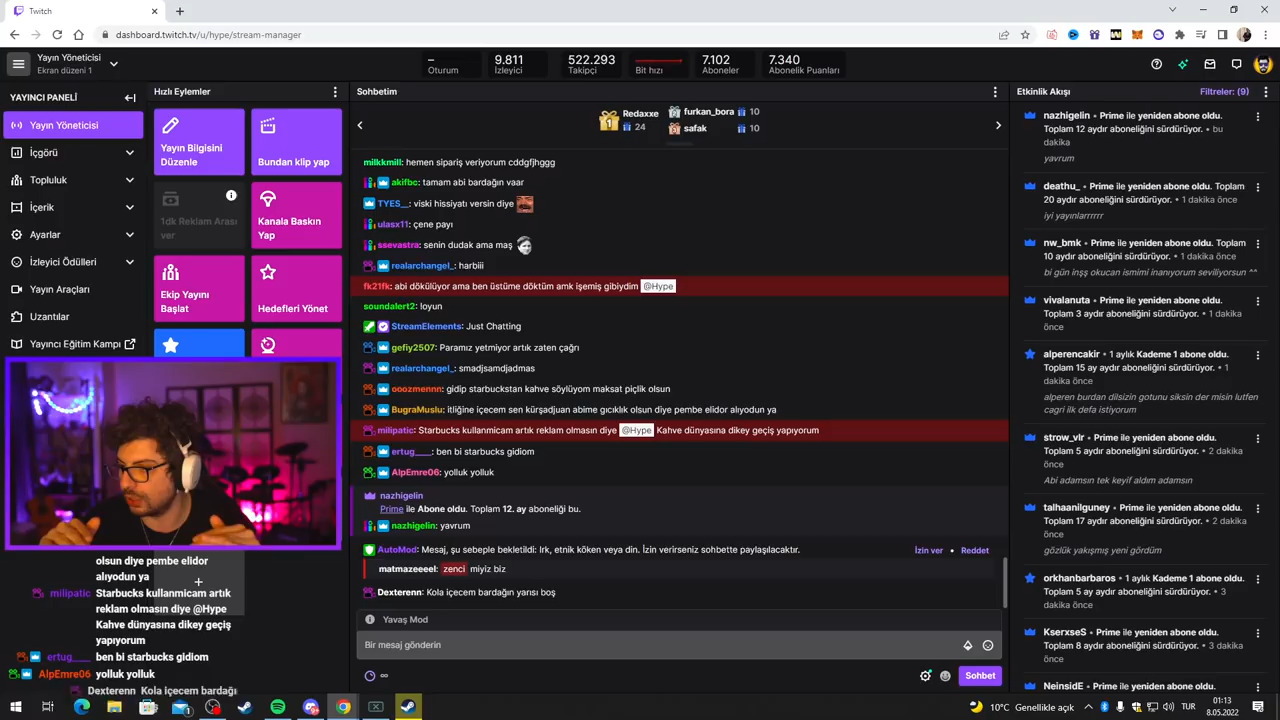 Twitch
dashboard.twitch.tv/u/hype/stream-manager
Yayın Yöneticisi
Ekran düzeni 1
–
Oturum
9.811
İzleyici
522.293
Takipçi
Bit hızı
7.102
Aboneler
7.340
Abonelik Puanları
YAYINCI PANELİ
Yayın Yöneticisi
İçgörü
Topluluk
İçerik
Ayarlar
İzleyici Ödülleri
Yayın Araçları
Uzantılar
Yayıncı Eğitim Kampı
Hızlı Eylemler
Yayın Bilgisini
Düzenle
Bundan klip yap
1dk Reklam Arası
ver
Kanala Baskın
Yap
Ekip Yayını
Başlat
Hedefleri Yönet
Sohbetim
1
Redaxxe
24
2
furkan_bora 10
3
safak 10
milkkmill: hemen sipariş veriyorum cddgfjhggg
akifbc: tamam abi bardağın vaar
TYES__: viski hissiyatı versin diye
ulasx11: çene payı
ssevastra: senin dudak ama maş
realarchangel_: harbiii
fk21fk: abi dökülüyor ama ben üstüme döktüm amk işemiş gibiydim @Hype
soundalert2: !oyun
StreamElements: Just Chatting
gefiy2507: Paramız yetmiyor artık zaten çağrı
realarchangel_: smadjsmdjadmas
ooozmennn: gidip starbuckstan kahve söylüyom maksat piçlik olsun
BugraMuslu: itliğine içecem sen kürşadjuan abime gıcıklık olsun diye pembe elidor alıyodun ya
milipatic: Starbucks kullanmicam artık reklam olmasın diye @Hype Kahve dünyasına dikey geçiş yapıyorum
ertug____: ben bi starbucks gidiom
AlpEmre06: yolluk yolluk
nazhigelin
Prime ile Abone oldu. Toplam 12. ay aboneliği bu.
nazhigelin: yavrum
AutoMod: Mesaj, şu sebeple bekletildi: Irk, etnik köken veya din. İzin verirseniz sohbette paylaşılacaktır.
İzin ver • Reddet
matmazeeeel: zenci miyiz biz
Dexterenn: Kola içecem bardağın yarısı boş
Yavaş Mod
Bir mesaj gönderin
Sohbet
Etkinlik Akışı
Filtreler: (9)
nazhigelin • Prime ile yeniden abone oldu.
Toplam 12 aydır aboneliğini sürdürüyor. • bu
dakika
yavrum
deathu_ • Prime ile yeniden abone oldu. Toplam
20 aydır aboneliğini sürdürüyor. • 1 dakika önce
iyi yayınlarrrrr
nw_bmk • Prime ile yeniden abone oldu. Toplam
10 aydır aboneliğini sürdürüyor. • 1 dakika önce
bi gün inşş okucan ismimi inanıyorum seviliyorsun ^^
vivalanuta • Prime ile yeniden abone oldu.
Toplam 3 aydır aboneliğini sürdürüyor. • 1 dakika
önce
alperencakir • 1 aylık Kademe 1 abone oldu.
Toplam 15 ay aydır aboneliğini sürdürüyor. • 1
dakika önce
alperen burdan dilsizin gotunu siksin der misin lutfen
cagri ilk defa istiyorum
strow_vlr • Prime ile yeniden abone oldu.
Toplam 5 aydır aboneliğini sürdürüyor. • 2 dakika
önce
Abi adamsın tek keyif aldım adamsın
talhaanilguney • Prime ile yeniden abone oldu.
Toplam 17 aydır aboneliğini sürdürüyor. • 2 dakika
önce
gözlük yakışmış yeni gördüm
orkhanbarbaros • 1 aylık Kademe 1 abone oldu.
Toplam 5 ay aydır aboneliğini sürdürüyor. • 3
dakika önce
KserxseS • Prime ile yeniden abone oldu.
Toplam 8 aydır aboneliğini sürdürüyor. • 3 dakika
önce
NeinsidE • Prime ile yeniden abone oldu.
olsun diye pembe elidor
alıyodun ya
milipatic Starbucks kullanmicam artık
reklam olmasın diye @Hype
Kahve dünyasına dikey geçiş
yapıyorum
ertug____ ben bi starbucks gidiom
AlpEmre06 yolluk yolluk
Dexterenn Kola içecem bardağı
10°C Genellikle açık
TUR
01:13
8.05.2022